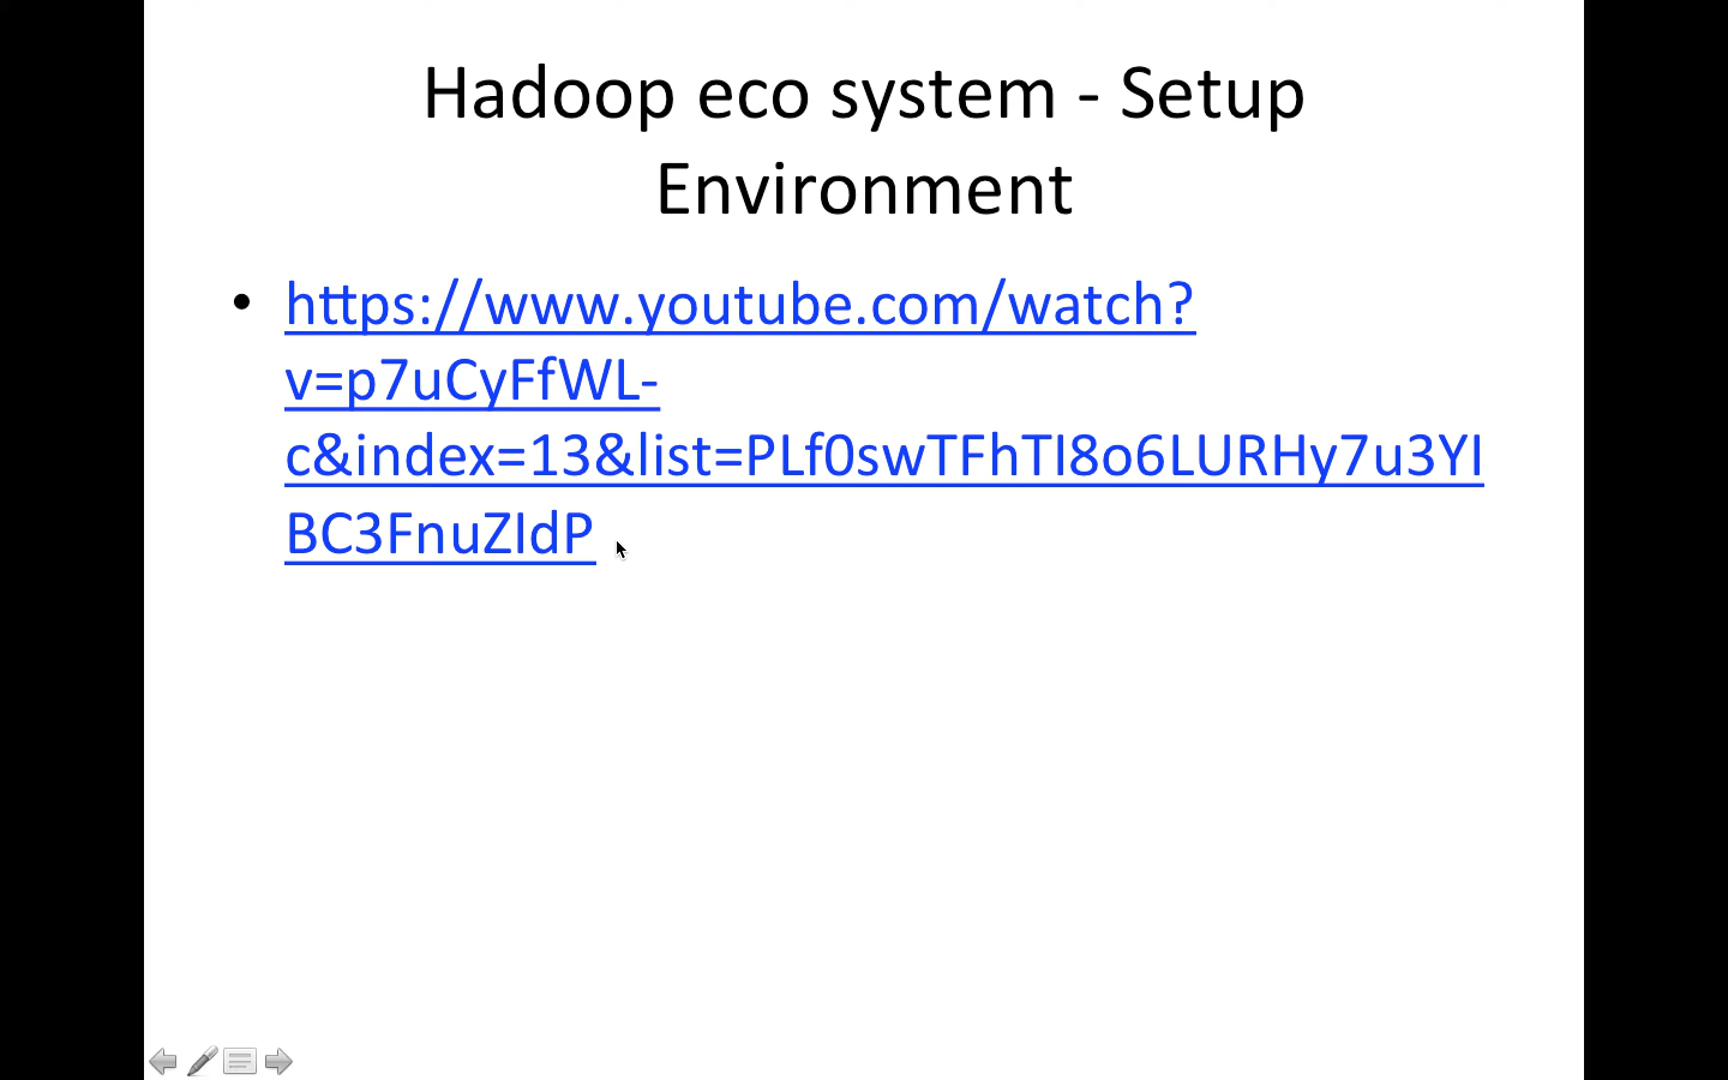 Hadoop eco system - Setup
Environment
• https://www.youtube.com/watch?
v=p7uCyFfWL-
c&index=13&list=PLf0swTFhTI8o6LURHy7u3YI
BC3FnuZIdP